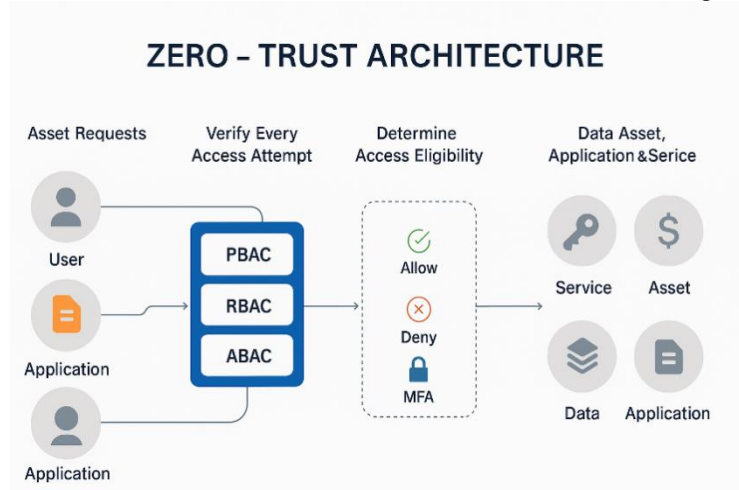 ZERO – TRUST ARCHITECTURE
Asset Requests
Verify Every
Access Attempt
Determine
Access Eligibility
Data Asset,
Application &Serice
User
Application
Application
PBAC
RBAC
ABAC
Allow
Deny
MFA
Service
Asset
Data
Application